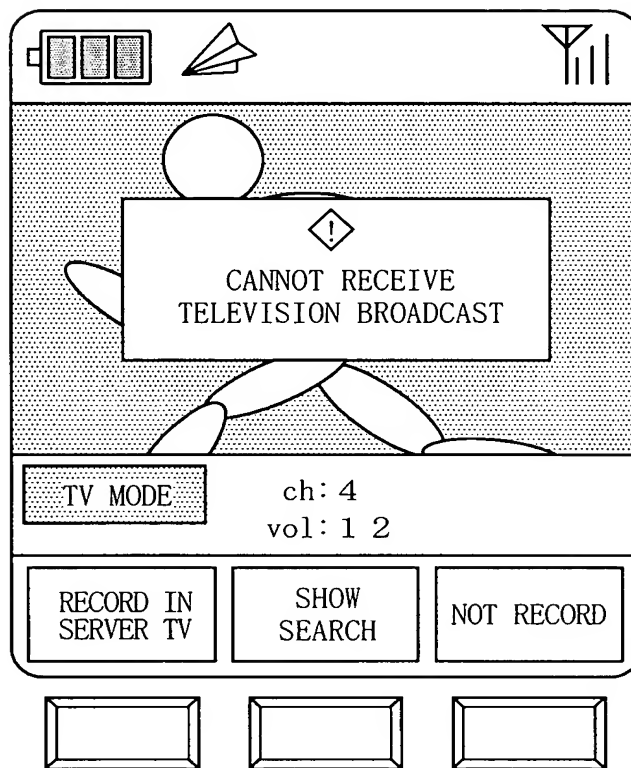 !
CANNOT RECEIVE
TELEVISION BROADCAST
TV MODE
ch: 4
vol: 1 2
RECORD IN
SERVER TV
SHOW
SEARCH
NOT RECORD